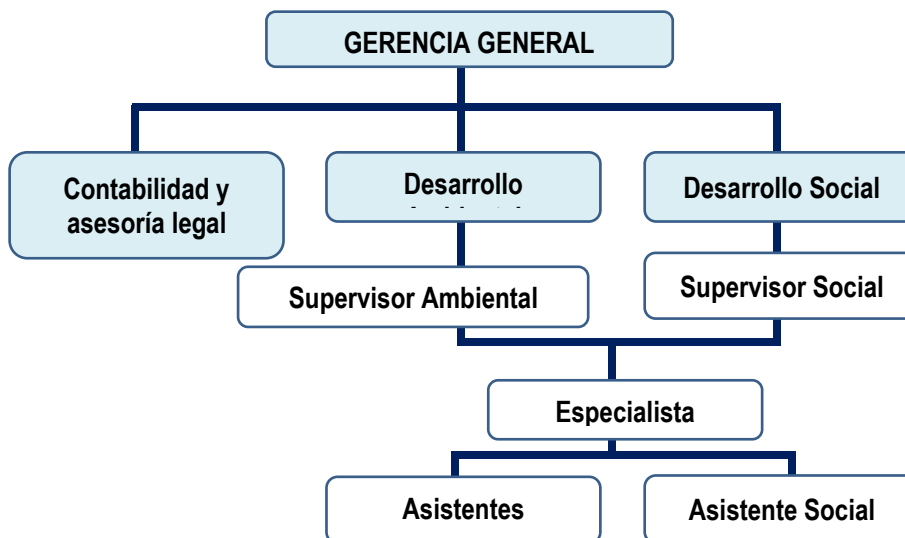 GERENCIA GENERAL
Contabilidad y
asesoría legal
Desarrollo
Desarrollo Social
Supervisor Ambiental
Supervisor Social
Especialista
Asistentes
Asistente Social